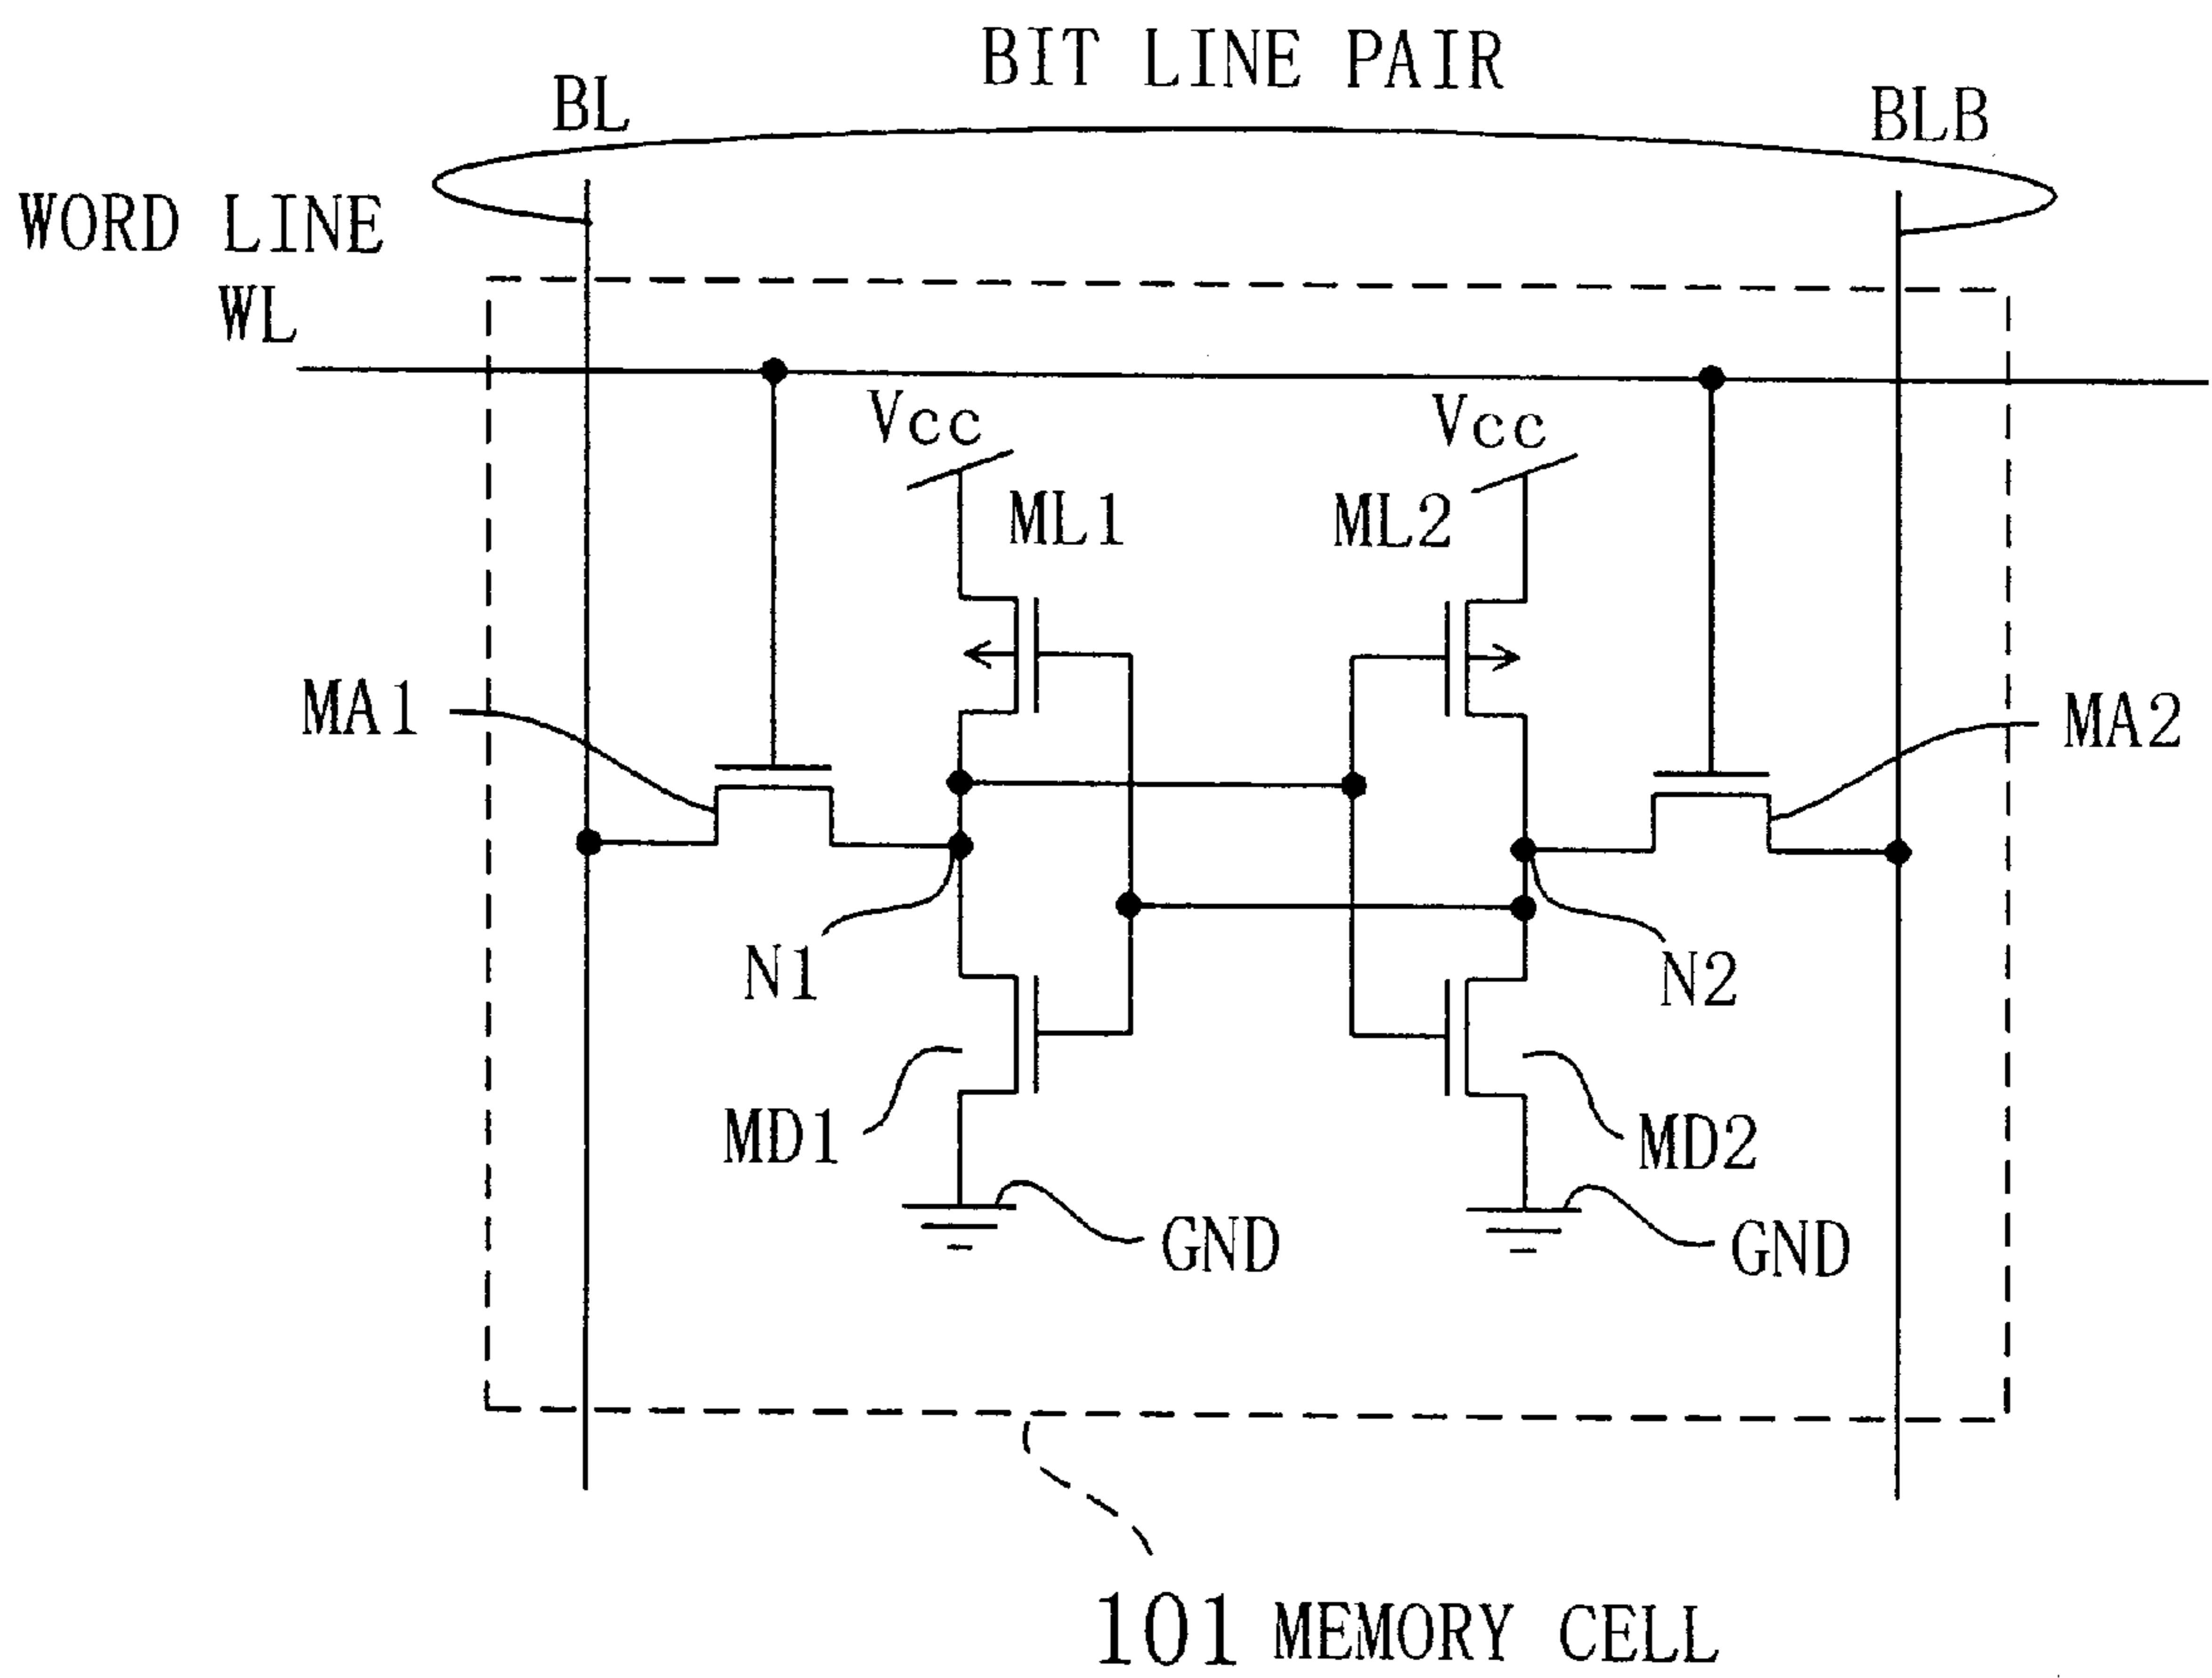 BIT LINE PAIR
BL
BLB
WORD LINE
WL
Vcc
Vcc
ML1
ML2
MA1
MA2
N1
N2
MD1
MD2
GND
GND
101 MEMORY CELL